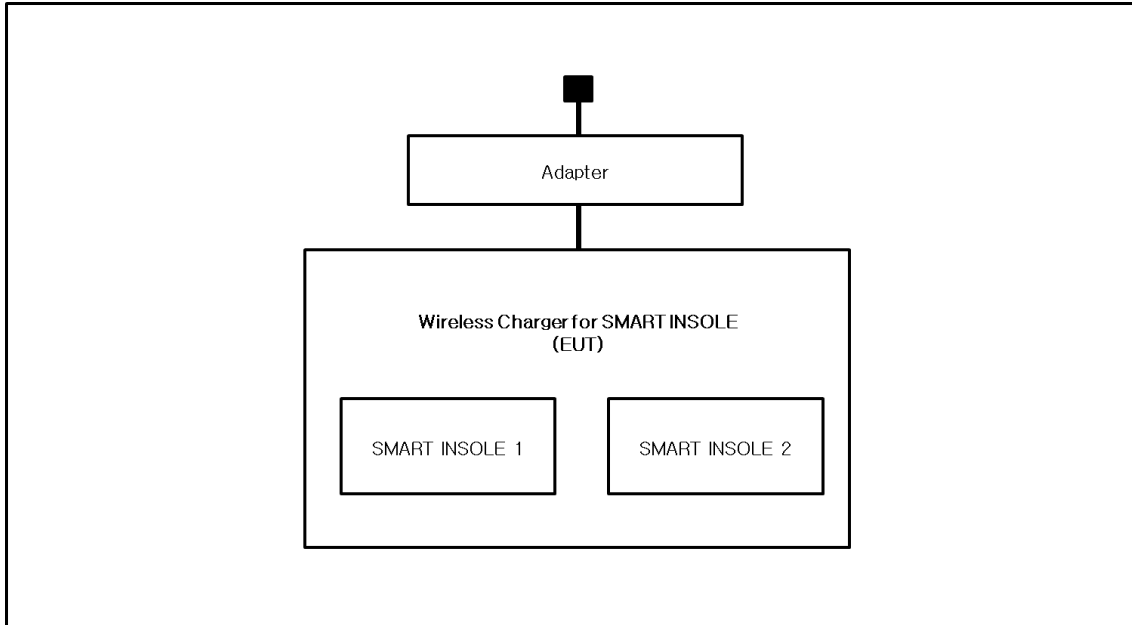 Adapter
Wireless Charger for SMART INSOLE
(EUT)
SMART INSOLE 1
SMART INSOLE 2